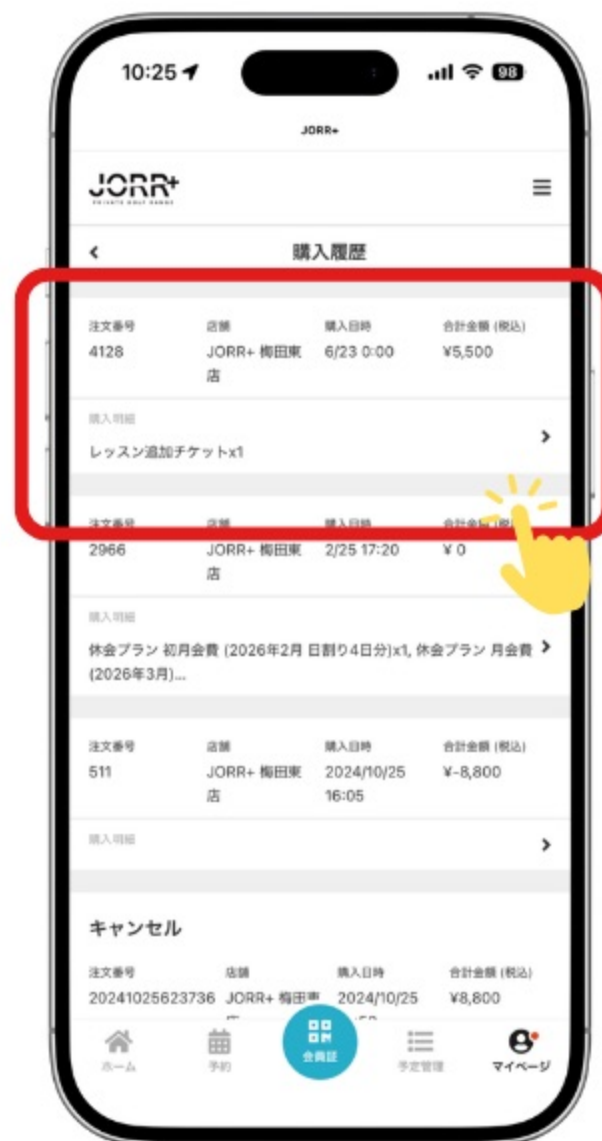 10:25
98
JORR+
JORR+
PRIVATE GOLF RANGE
購入履歴
注文番号 店舗 購入日時 合計金額 (税込)
4128 JORR+ 梅田東店 6/23 0:00 ¥5,500
購入明細
レッスン追加チケットx1
注文番号 店舗 購入日時 合計金額
2966 JORR+ 梅田東店 2/25 17:20 ¥ 0
購入明細
休会プラン 初月会費 (2026年2月 日割り4日分)x1, 休会プラン 月会費
(2026年3月)...
注文番号 店舗 購入日時 合計金額 (税込)
511 JORR+ 梅田東店 2024/10/25 16:05 ¥-8,800
購入明細
キャンセル
注文番号 店舗 購入日時 合計金額 (税込)
20241025623736 JORR+ 梅田東 2024/10/25 ¥8,800
ホーム 予約 会員証 予定管理 マイページ